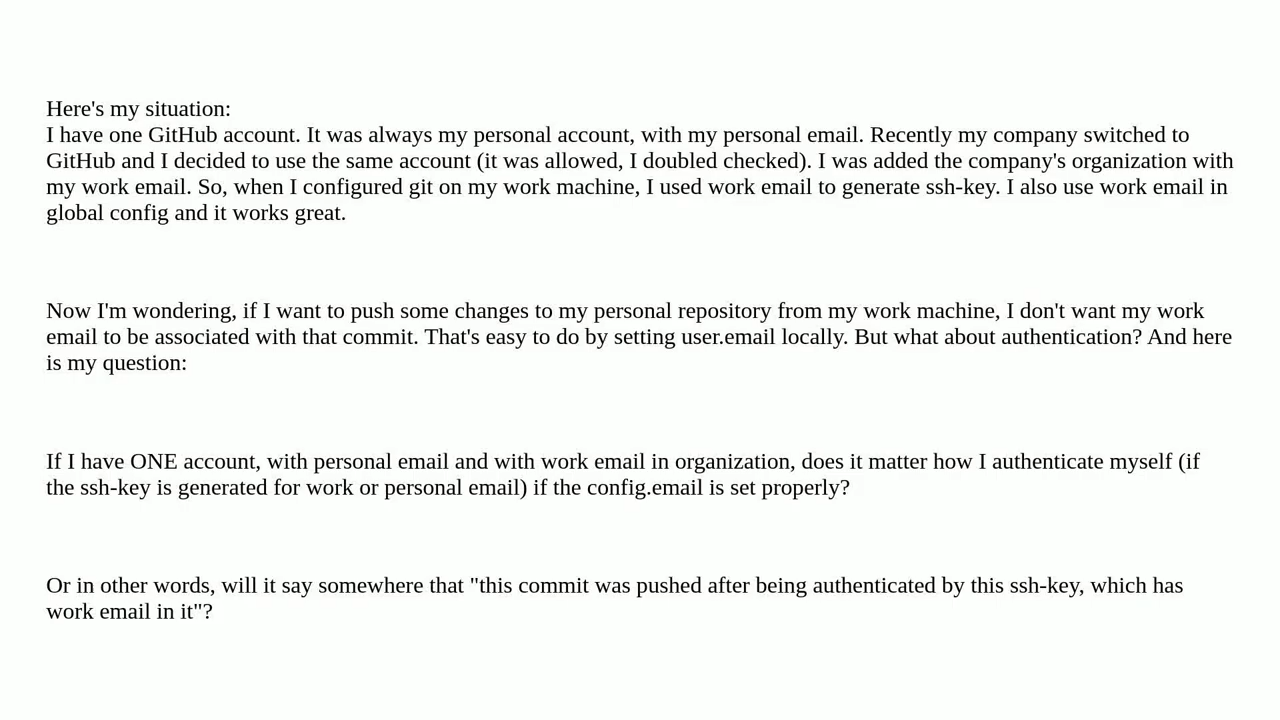 Here's my situation:
I have one GitHub account. It was always my personal account, with my personal email. Recently my company switched to
GitHub and I decided to use the same account (it was allowed, I doubled checked). I was added the company's organization with
my work email. So, when I configured git on my work machine, I used work email to generate ssh-key. I also use work email in
global config and it works great.
Now I'm wondering, if I want to push some changes to my personal repository from my work machine, I don't want my work
email to be associated with that commit. That's easy to do by setting user.email locally. But what about authentication? And here
is my question:
If I have ONE account, with personal email and with work email in organization, does it matter how I authenticate myself (if
the ssh-key is generated for work or personal email) if the config.email is set properly?
Or in other words, will it say somewhere that "this commit was pushed after being authenticated by this ssh-key, which has
work email in it"?